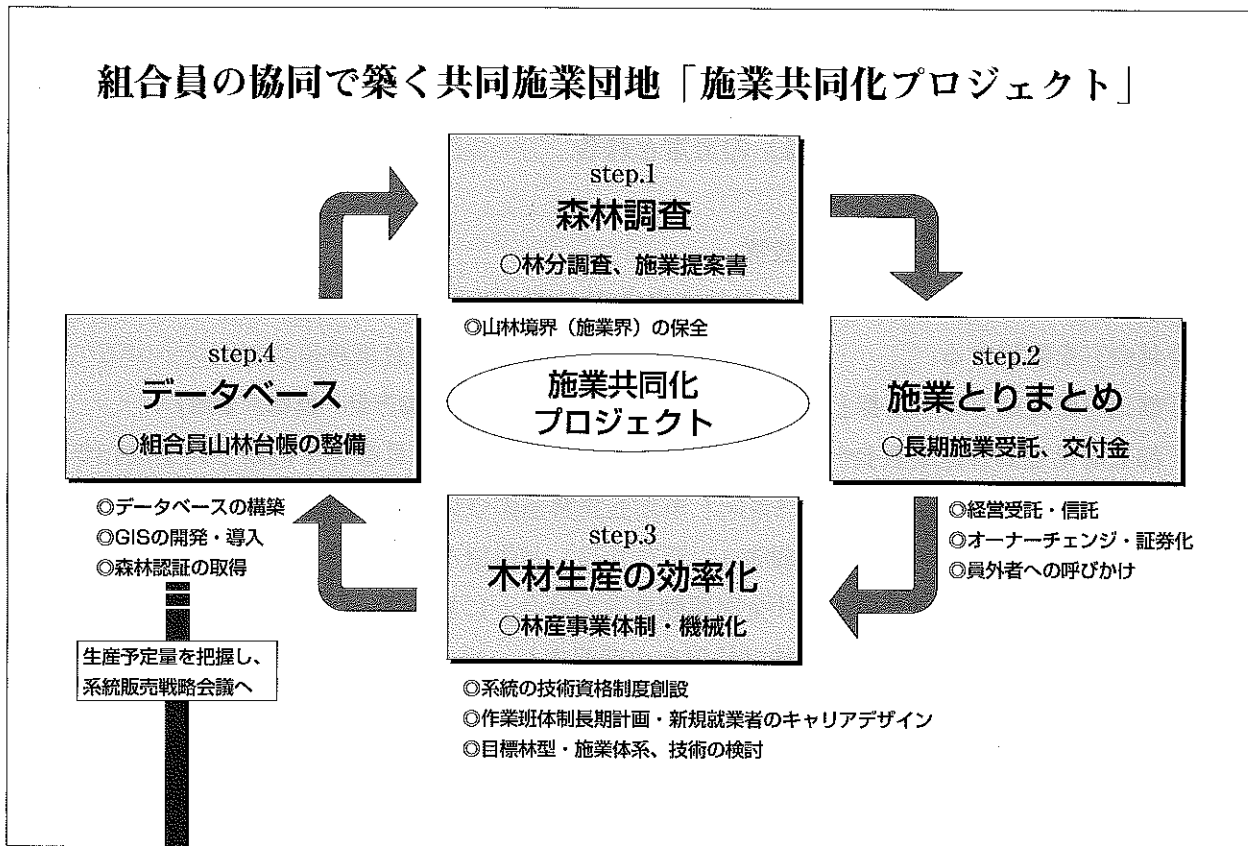 組合員の協同で築く共同施業団地「施業共同化プロジェクト」
step.1
森林調査
○林分調査、施業提案書
◎山林境界（施業界）の保全
step.2
施業とりまとめ
○長期施業受託、交付金
◎経営受託・信託
◎オーナーチェンジ・証券化
◎員外者への呼びかけ
施業共同化
プロジェクト
step.3
木材生産の効率化
○林産事業体制・機械化
◎系統の技術資格制度創設
◎作業班体制長期計画・新規就業者のキャリアデザイン
◎目標林型・施業体系、技術の検討
step.4
データベース
○組合員山林台帳の整備
◎データベースの構築
◎GISの開発・導入
◎森林認証の取得
生産予定量を把握し、
系統販売戦略会議へ